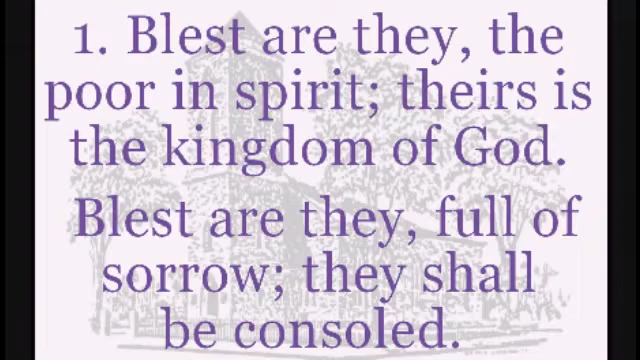 1. Blest are they, the
poor in spirit; theirs is
the kingdom of God.
Blest are they, full of
sorrow; they shall
be consoled.